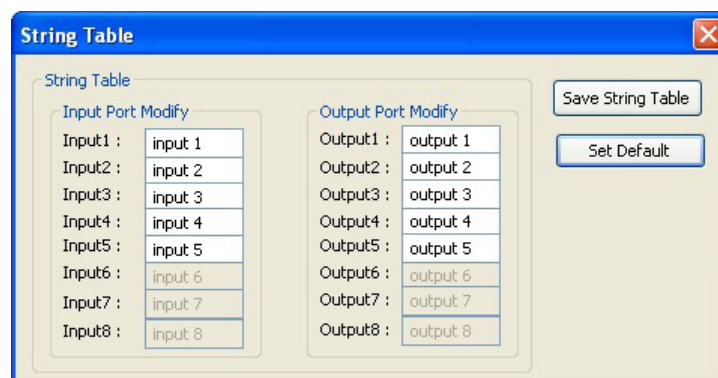 String Table
String Table
Input Port Modify
Input1 : input 1
Input2 : input 2
Input3 : input 3
Input4 : input 4
Input5 : input 5
Input6 : input 6
Input7 : input 7
Input8 : input 8
Output Port Modify
Output1 : output 1
Output2 : output 2
Output3 : output 3
Output4 : output 4
Output5 : output 5
Output6 : output 6
Output7 : output 7
Output8 : output 8
Save String Table
Set Default